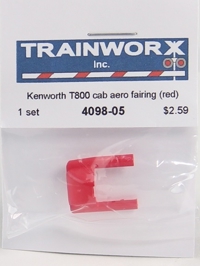 TRAINWORX
Inc.
Kenworth T800 cab aero fairing (red)
1 set 4098-05 $2.59